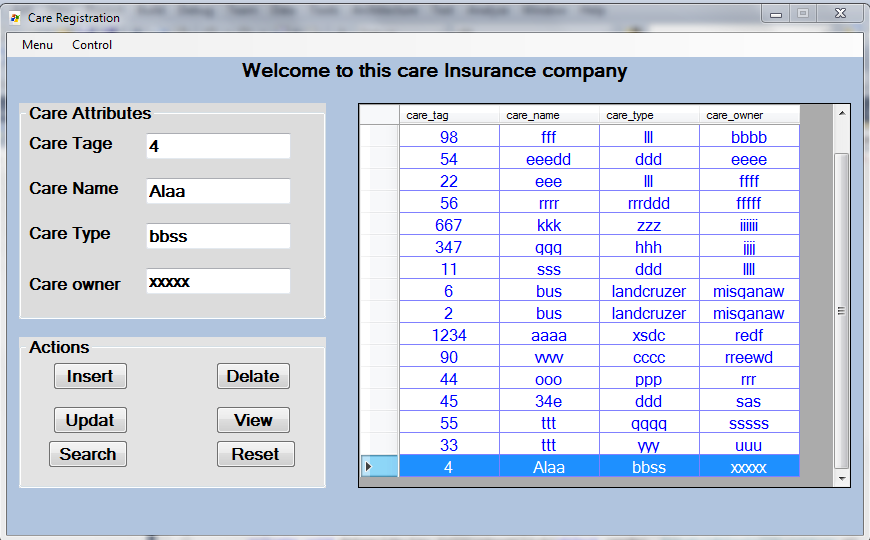 Care Registration
Menu Control
Welcome to this care Insurance company
Care Attributes
Care Tage 4
Care Name Alaa
Care Type bbss
Care owner xxxxx
Actions
Insert Delate
Updat View
Search Reset
care_tag care_name care_type care_owner
98 fff lll bbbb
54 eeedd ddd eeee
22 eee lll ffff
56 rrrr rrrddd fffff
667 kkk zzz iiiiii
347 qqq hhh jjjj
11 sss ddd llll
6 bus landcruzer misganaw
2 bus landcruzer misganaw
1234 aaaa xsdc redf
90 vvvv cccc rreewd
44 ooo ppp rrr
45 34e ddd sas
55 ttt qqqq sssss
33 ttt yyy uuu
4 Alaa bbss xxxxx